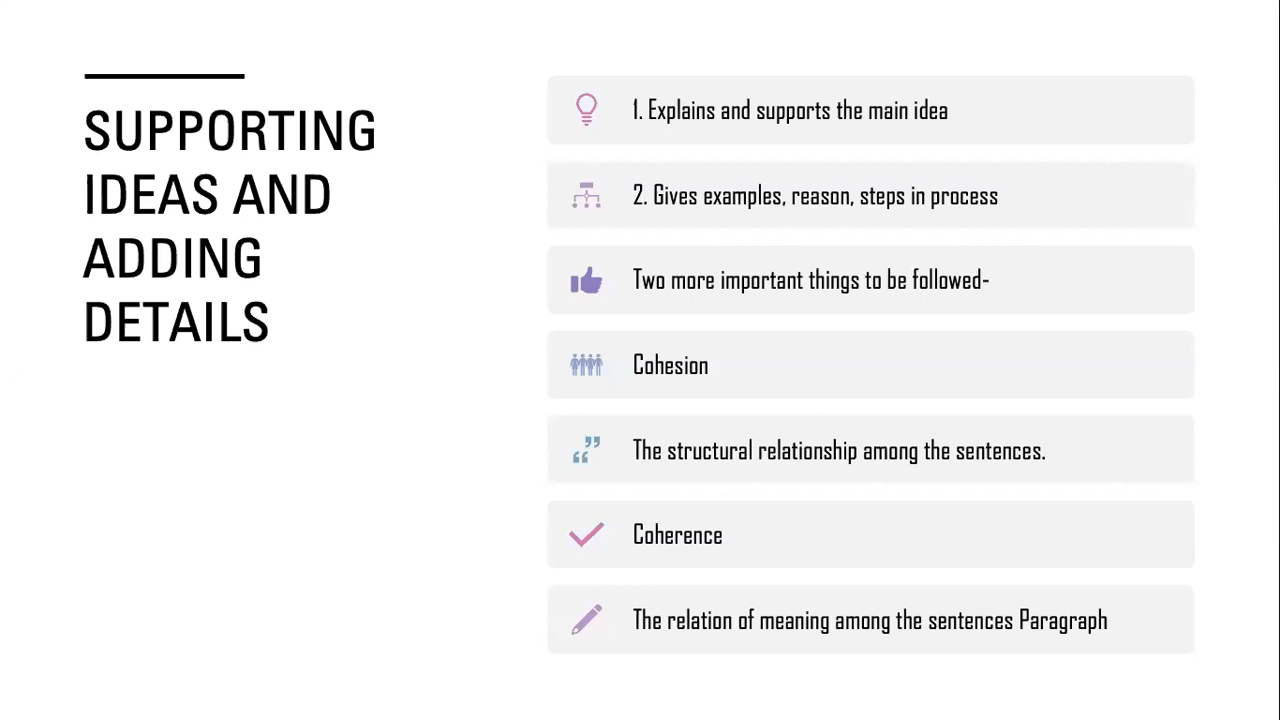 SUPPORTING
IDEAS AND
ADDING
DETAILS
1. Explains and supports the main idea
2. Gives examples, reason, steps in process
Two more important things to be followed-
Cohesion
The structural relationship among the sentences.
Coherence
The relation of meaning among the sentences Paragraph